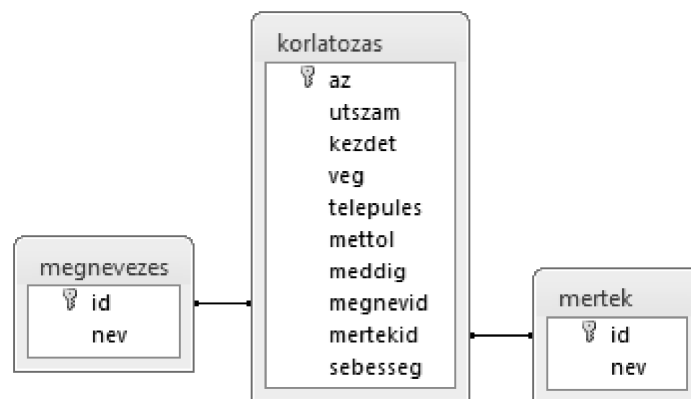 korlatozas
az
utszam
kezdet
veg
telepules
mettol
meddig
megnevid
mertekid
sebesseg
megnevezes
id
nev
mertek
id
nev